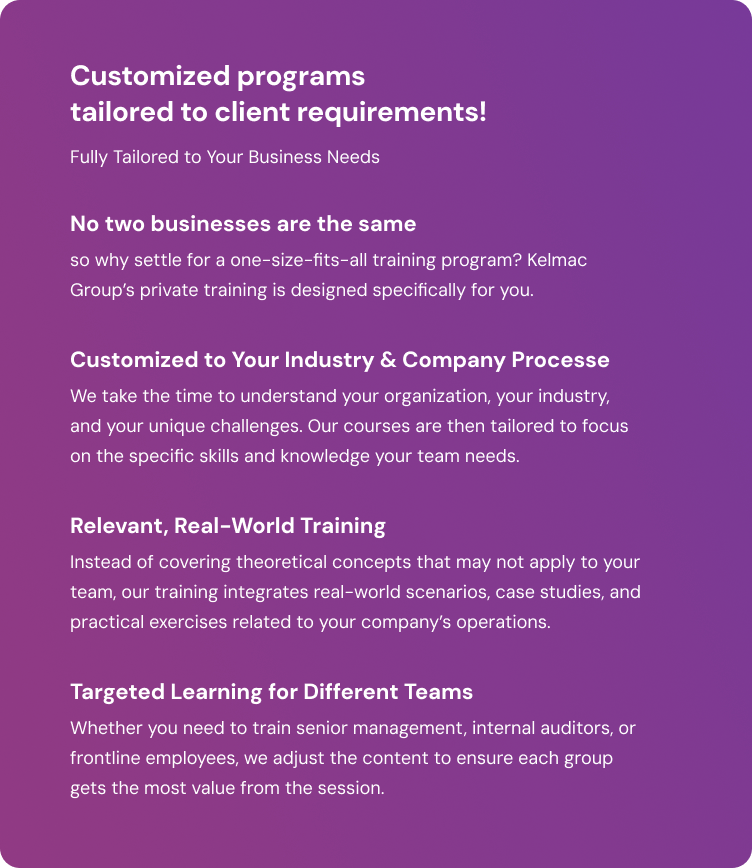 Customized programs
tailored to client requirements!
Fully Tailored to Your Business Needs
No two businesses are the same
so why settle for a one-size-fits-all training program? Kelmac
Group’s private training is designed specifically for you.
Customized to Your Industry & Company Processe
We take the time to understand your organization, your industry,
and your unique challenges. Our courses are then tailored to focus
on the specific skills and knowledge your team needs.
Relevant, Real-World Training
Instead of covering theoretical concepts that may not apply to your
team, our training integrates real-world scenarios, case studies, and
practical exercises related to your company’s operations.
Targeted Learning for Different Teams
Whether you need to train senior management, internal auditors, or
frontline employees, we adjust the content to ensure each group
gets the most value from the session.